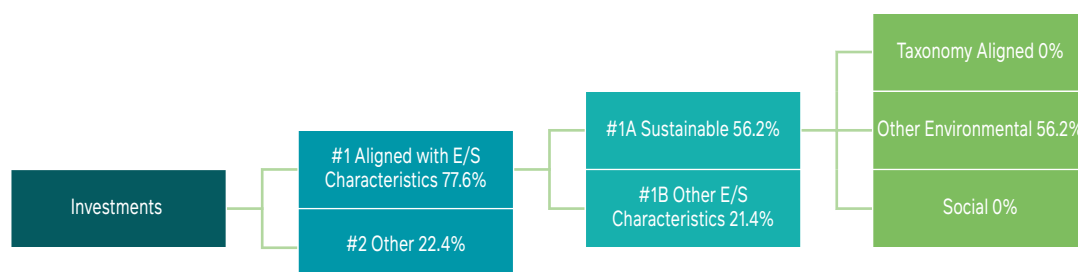 Investments
#1 Aligned with E/S
Characteristics 77.6%
#2 Other 22.4%
#1A Sustainable 56.2%
#1B Other E/S
Characteristics 21.4%
Taxonomy Aligned 0%
Other Environmental 56.2%
Social 0%